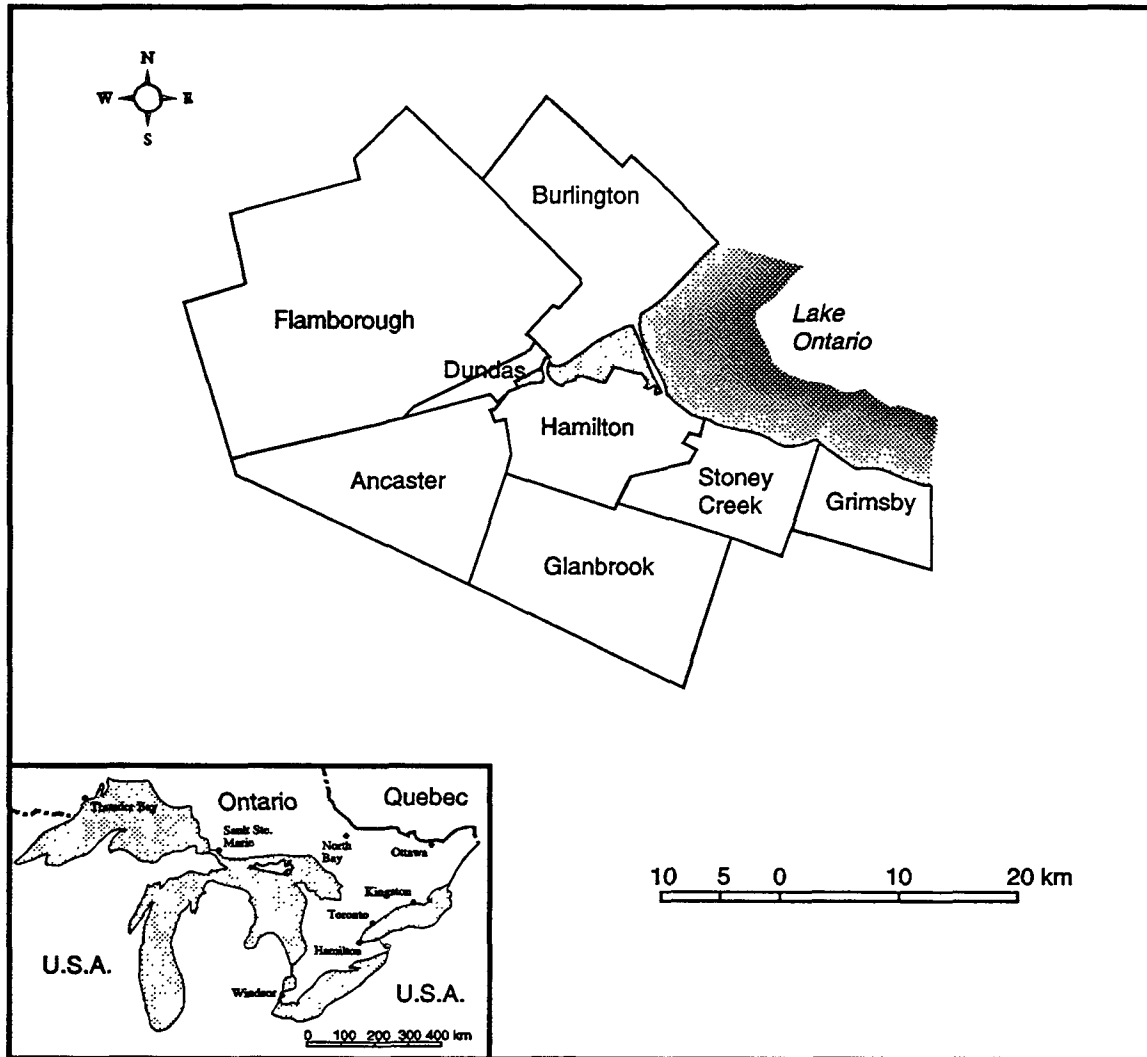 N
W E
S
Burlington
Flamborough
Lake
Ontario
Dundas
Hamilton
Ancaster
Stoney
Creek
Grimsby
Glanbrook
Ontario
Quebec
Thunder Bay
Sault Ste.
Marie
North
Bay
Ottawa
Kingston
Toronto
Hamilton
U.S.A.
Windsor
U.S.A.
0 100 200 300 400 km
10 5 0 10 20 km